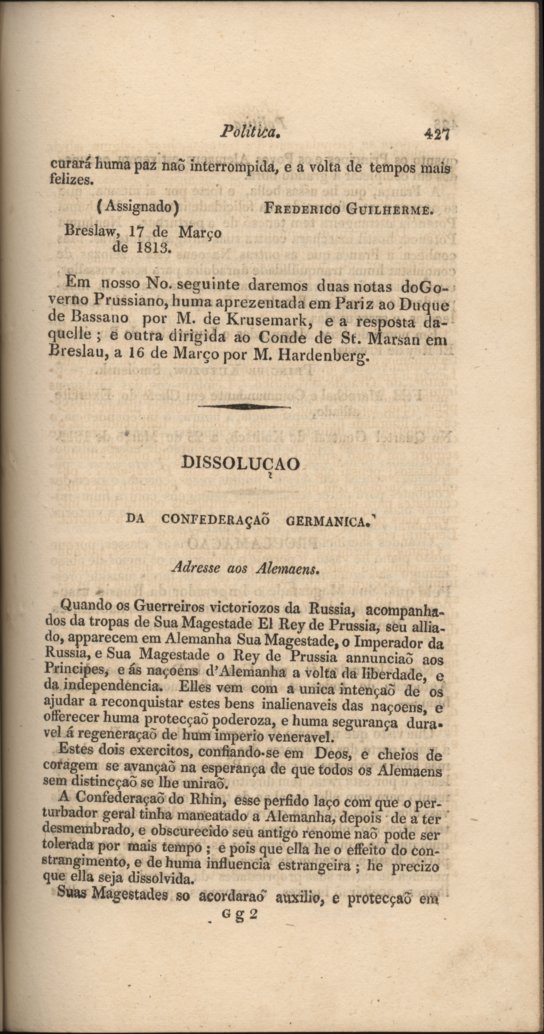 Politica.
427
curará huma paz naõ interrompida, e a volta de tempos mais
felizes.
(Assignado) FREDERICO GUILHERME.
Breslaw, 17 de Março
de 1813.
Em nosso No. seguinte daremos duas notas doGo-
verno Prussiano, huma aprezentada em Pariz ao Duque
de Bassano por M. de Krusemark, e a resposta da-
quelle; e outra dirigida ao Conde de St. Marsan em
Breslau, a 16 de Março por M. Hardenberg.
DISSOLUÇAO
DA CONFEDERAÇAÕ GERMANICA.
Adresse aos Alemaens.
Quando os Guerreiros victoriozos da Russia, acompanha-
dos da tropas de Sua Magestade El Rey de Prussia, seu allia-
do, apparecem em Alemanha Sua Magestade, o Imperador da
Russia, e Sua Magestade o Rey de Prussia annunciaõ aos
Principes, e ás naçoens d'Alemanha a volta da liberdade, e
da independencia. Elles vem com a unica intençaõ de os
ajudar a reconquistar estes bens inalienaveis das naçoens, e
offerecer huma protecçaõ poderoza, e huma segurança dura-
vel á regeneraçaõ de hum imperio veneravel.
Estes dois exercitos, confiando-se em Deos, e cheios de
coragem se avançaõ na esperança de que todos os Alemaens
sem distincçaõ se lhe uniraõ.
A Confederaçaõ do Rhin, esse perfido laço com que o per-
turbador geral tinha maneatado a Alemanha, depois de a ter
desmembrado, e obscurecido seu antigo renome naõ pode ser
tolerada por mais tempo; e pois que ella he o effeito do con-
strangimento, e de huma influencia estrangeira; he precizo
que ella seja dissolvida.
Suas Magestades so acordaraõ auxilio, e protecçaõ em
G g 2